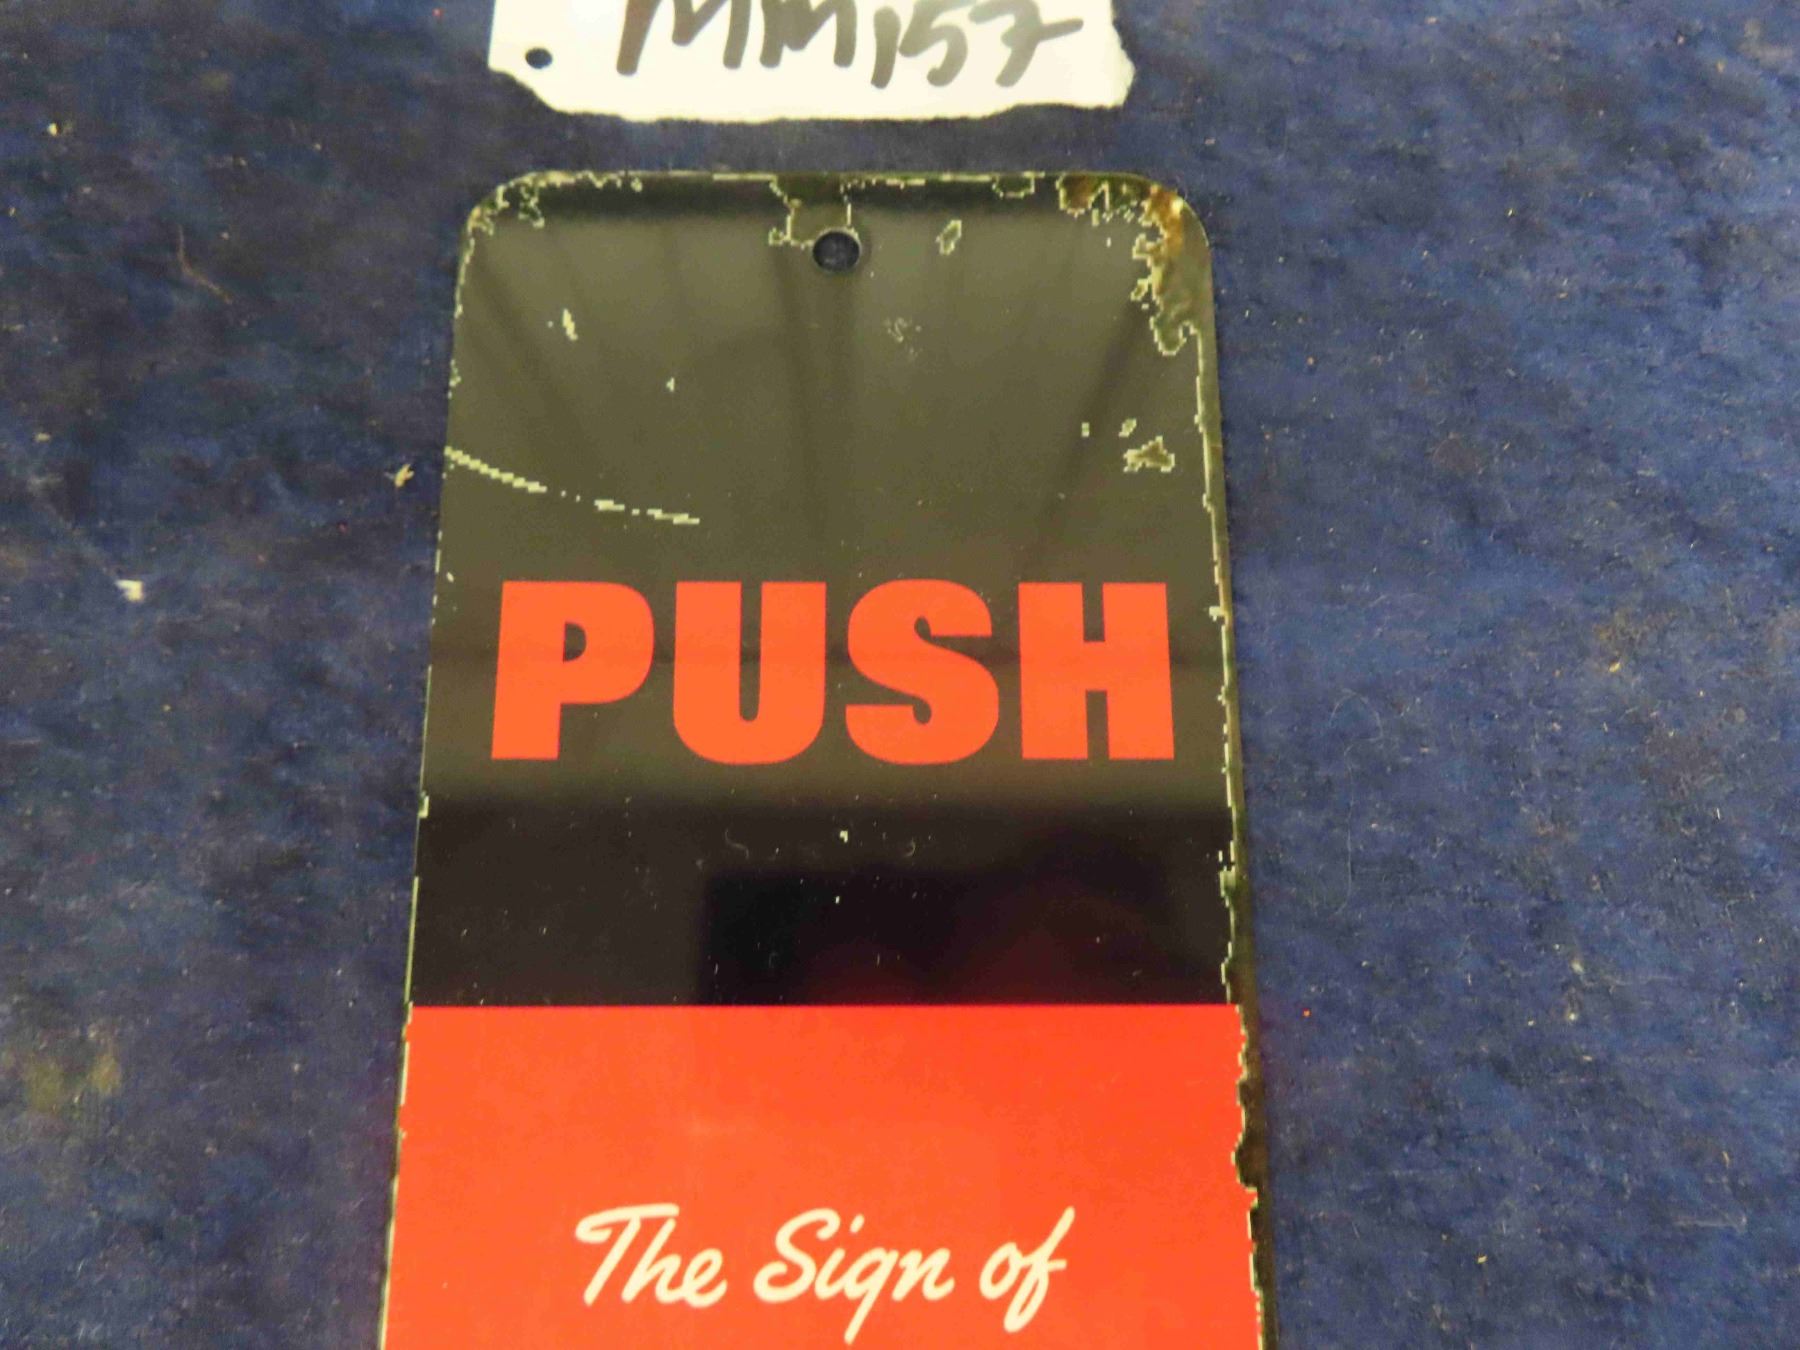 MM157
PUSH
The Sign of